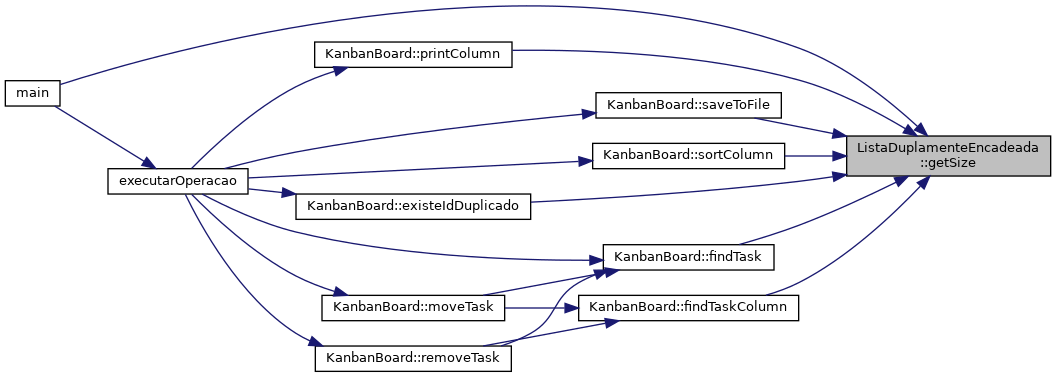 KanbanBoard::printColumn
main
KanbanBoard::saveToFile
ListaDuplamenteEncadeada
::getSize
KanbanBoard::sortColumn
executarOperacao
KanbanBoard::existeIdDuplicado
KanbanBoard::findTask
KanbanBoard::moveTask
KanbanBoard::findTaskColumn
KanbanBoard::removeTask